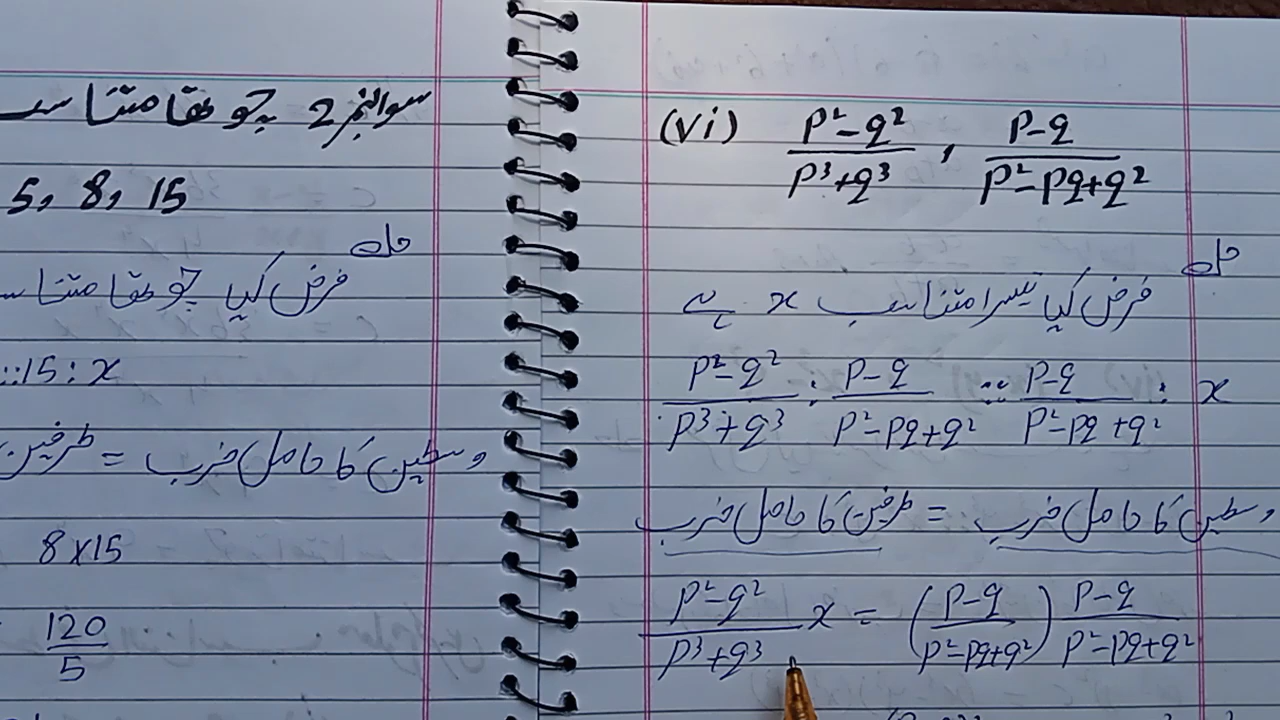 سوالنمبر 2 چوتھا متناسب
5, 8, 15
حل
فرض کیا چوتھا متناسب
::15 : x
وسطین کا حاصل ضرب = طرفین
8×15
120/5
(vi) (P²-q²)/(P³+q³) , (P-q)/(P²-Pq+q²)
حل
فرض کیا تیسرا متناسب x ہے
(P²-q²)/(P³+q³) : (P-q)/(P²-Pq+q²) :: (P-q)/(P²-Pq+q²) : x
وسطین کا حاصل ضرب = طرفین کا حاصل ضرب
(P²-q²)/(P³+q³) x = ((P-q)/(P²-Pq+q²)) (P-q)/(P²-Pq+q²)